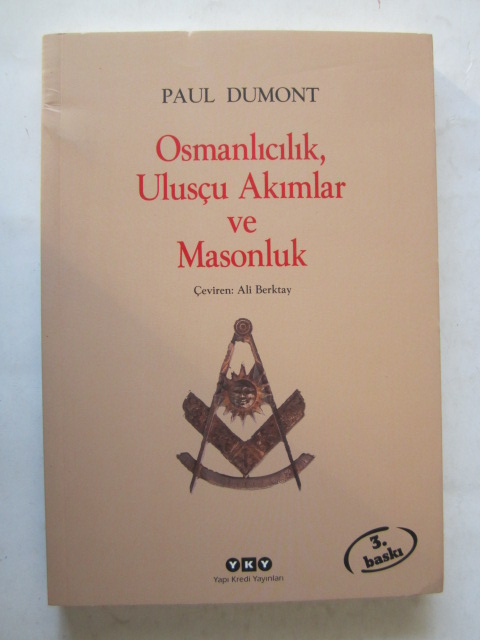 PAUL DUMONT
Osmanlıcılık,
Ulusçu Akımlar
ve
Masonluk
Çeviren: Ali Berktay
3.
baskı
YKY
Yapı Kredi Yayınları